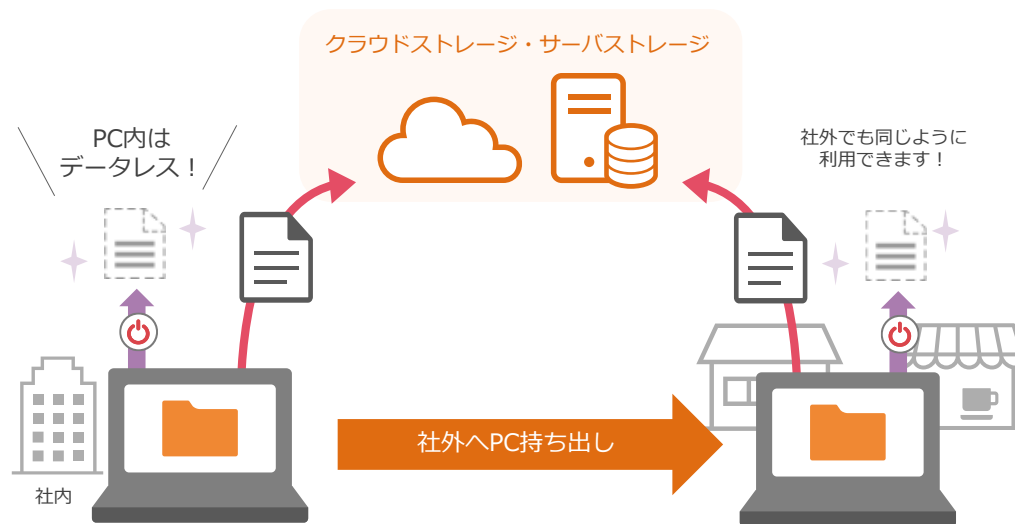 クラウドストレージ・サーバストレージ
PC内は
データレス！
社外でも同じように
利用できます！
社外へPC持ち出し
社内